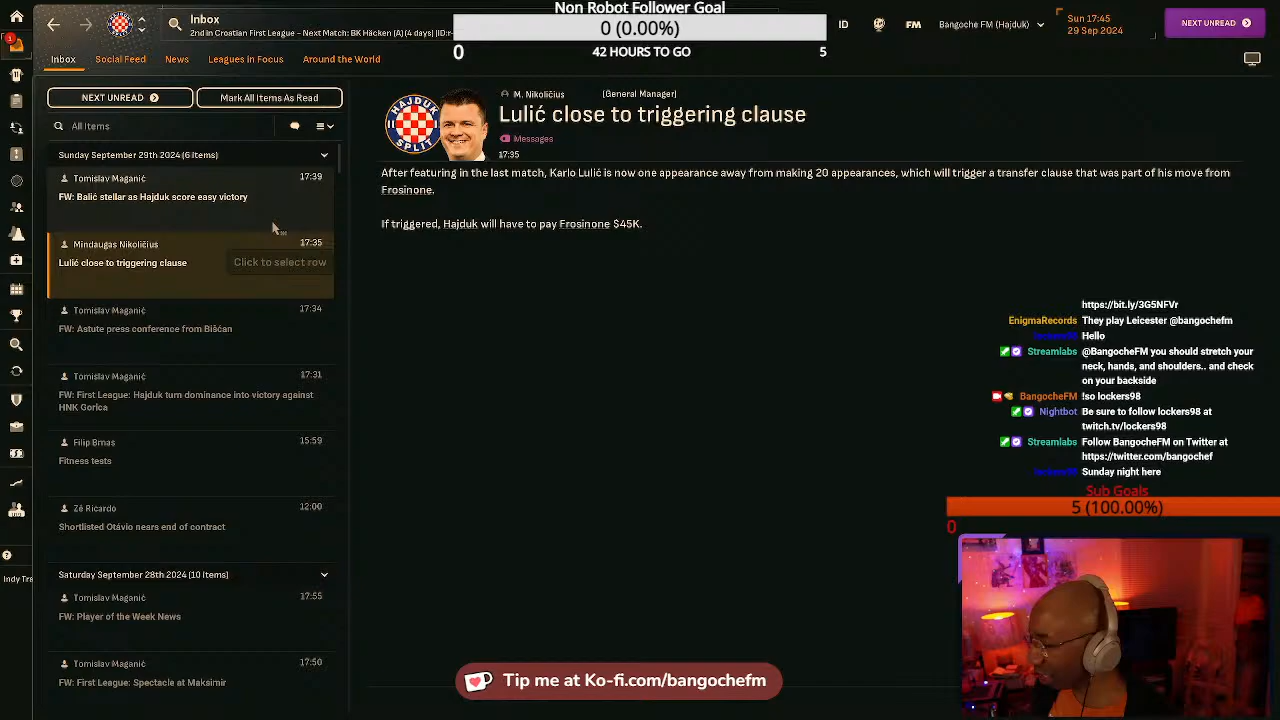 Non Robot Follower Goal
0 (0.00%)
0
42 HOURS TO GO
5
Inbox
2nd in Croatian First League - Next Match: BK Häcken (A) (4 days) (ID:r
ID
FM
Bangoche FM (Hajduk)
Sun 17:45
29 Sep 2024
NEXT UNREAD
1
Inbox
Social Feed
News
Leagues in Focus
Around the World
NEXT UNREAD
Mark All Items As Read
All Items
Sunday September 29th 2024 (6 Items)
Tomislav Maganić
17:39
FW: Balić stellar as Hajduk score easy victory
Mindaugas Nikoličius
17:35
Lulić close to triggering clause
Click to select row
Tomislav Maganić
17:34
FW: Astute press conference from Bišćan
Tomislav Maganić
17:31
FW: First League: Hajduk turn dominance into victory against
HNK Gorica
Filip Brnas
15:59
Fitness tests
Zé Ricardo
12:00
Shortlisted Otávio nears end of contract
Saturday September 28th 2024 (10 Items)
Tomislav Maganić
17:55
FW: Player of the Week News
Tomislav Maganić
17:50
FW: First League: Spectacle at Maksimir
Indy Tre
HAJDUK
SPLIT
M. Nikoličius
(General Manager)
Lulić close to triggering clause
Messages
17:35
After featuring in the last match, Karlo Lulić is now one appearance away from making 20 appearances, which will trigger a transfer clause that was part of his move from
Frosinone.
If triggered, Hajduk will have to pay Frosinone $45K.
https://bit.ly/3G5NFVr
EnigmaRecords They play Leicester @bangochefm
lockers98 Hello
Streamlabs @BangocheFM you should stretch your
neck, hands, and shoulders.. and check
on your backside
BangocheFM !so lockers98
Nightbot Be sure to follow lockers98 at
twitch.tv/lockers98
Streamlabs Follow BangocheFM on Twitter at
https://twitter.com/bangochef
lockers98 Sunday night here
Sub Goals
5 (100.00%)
0
Tip me at Ko-fi.com/bangochefm